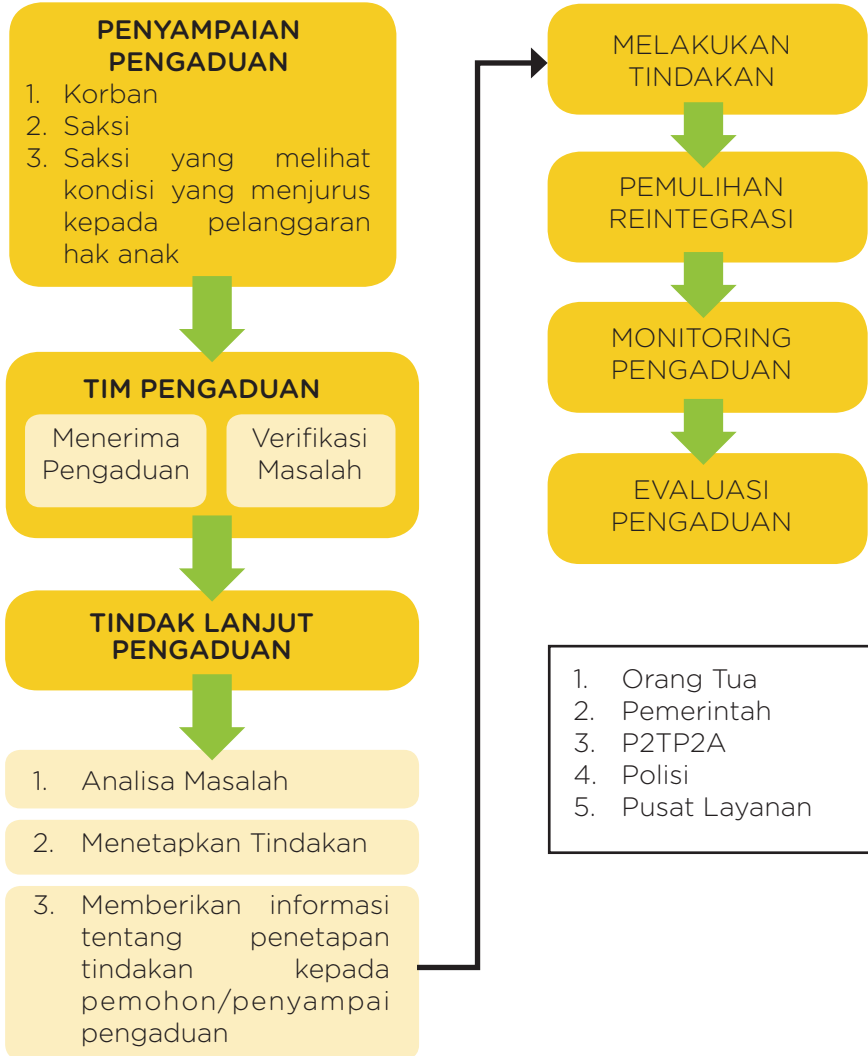 PENYAMPAIAN
PENGADUAN
1. Korban
2. Saksi
3. Saksi yang melihat
kondisi yang menjurus
kepada pelanggaran
hak anak
TIM PENGADUAN
Menerima
Pengaduan
Verifikasi
Masalah
TINDAK LANJUT
PENGADUAN
1. Analisa Masalah
2. Menetapkan Tindakan
3. Memberikan informasi
tentang penetapan
tindakan kepada
pemohon/penyampai
pengaduan
MELAKUKAN
TINDAKAN
PEMULIHAN
REINTEGRASI
MONITORING
PENGADUAN
EVALUASI
PENGADUAN
1. Orang Tua
2. Pemerintah
3. P2TP2A
4. Polisi
5. Pusat Layanan